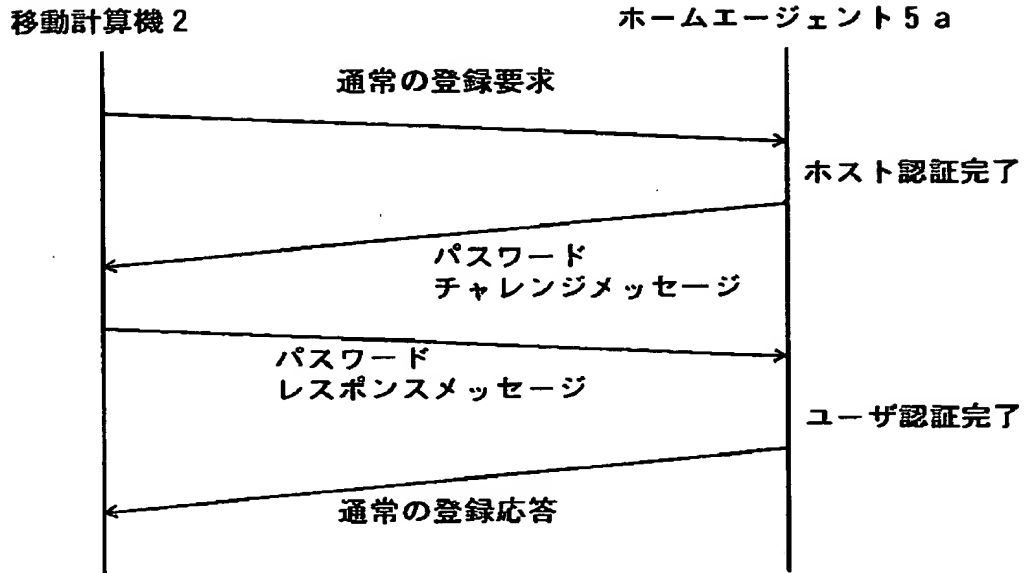 移動計算機2
ホームエージェント5a
通常の登録要求
ホスト認証完了
パスワード
チャレンジメッセージ
パスワード
レスポンスメッセージ
ユーザ認証完了
通常の登録応答